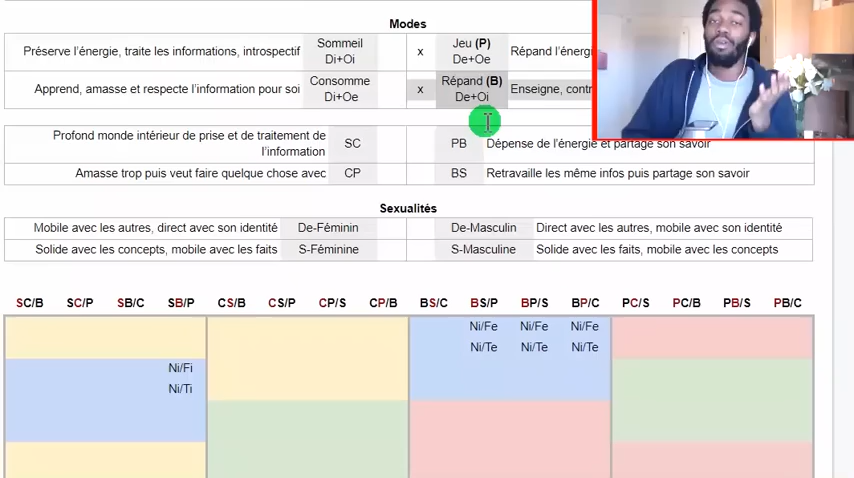 Modes
Préserve l'énergie, traite les informations, introspectif Sommeil Di+Oi x Jeu (P) De+Oe Répand l'énerg
Apprend, amasse et respecte l'information pour soi Consomme Di+Oe x Répand (B) De+Oi Enseigne, contr
Profond monde intérieur de prise et de traitement de l'information SC PB Dépense de l'énergie et partage son savoir
Amasse trop puis veut faire quelque chose avec CP BS Retravaille les même infos puis partage son savoir
Sexualités
Mobile avec les autres, direct avec son identité De-Féminin De-Masculin Direct avec les autres, mobile avec son identité
Solide avec les concepts, mobile avec les faits S-Féminine S-Masculine Solide avec les faits, mobile avec les concepts
SC/B SC/P SB/C SB/P CS/B CS/P CP/S CP/B BS/C BS/P BP/S BP/C PC/S PC/B PB/S PB/C
Ni/Fe Ni/Fe Ni/Fe
Ni/Te Ni/Te Ni/Te
Ni/Fi
Ni/Ti